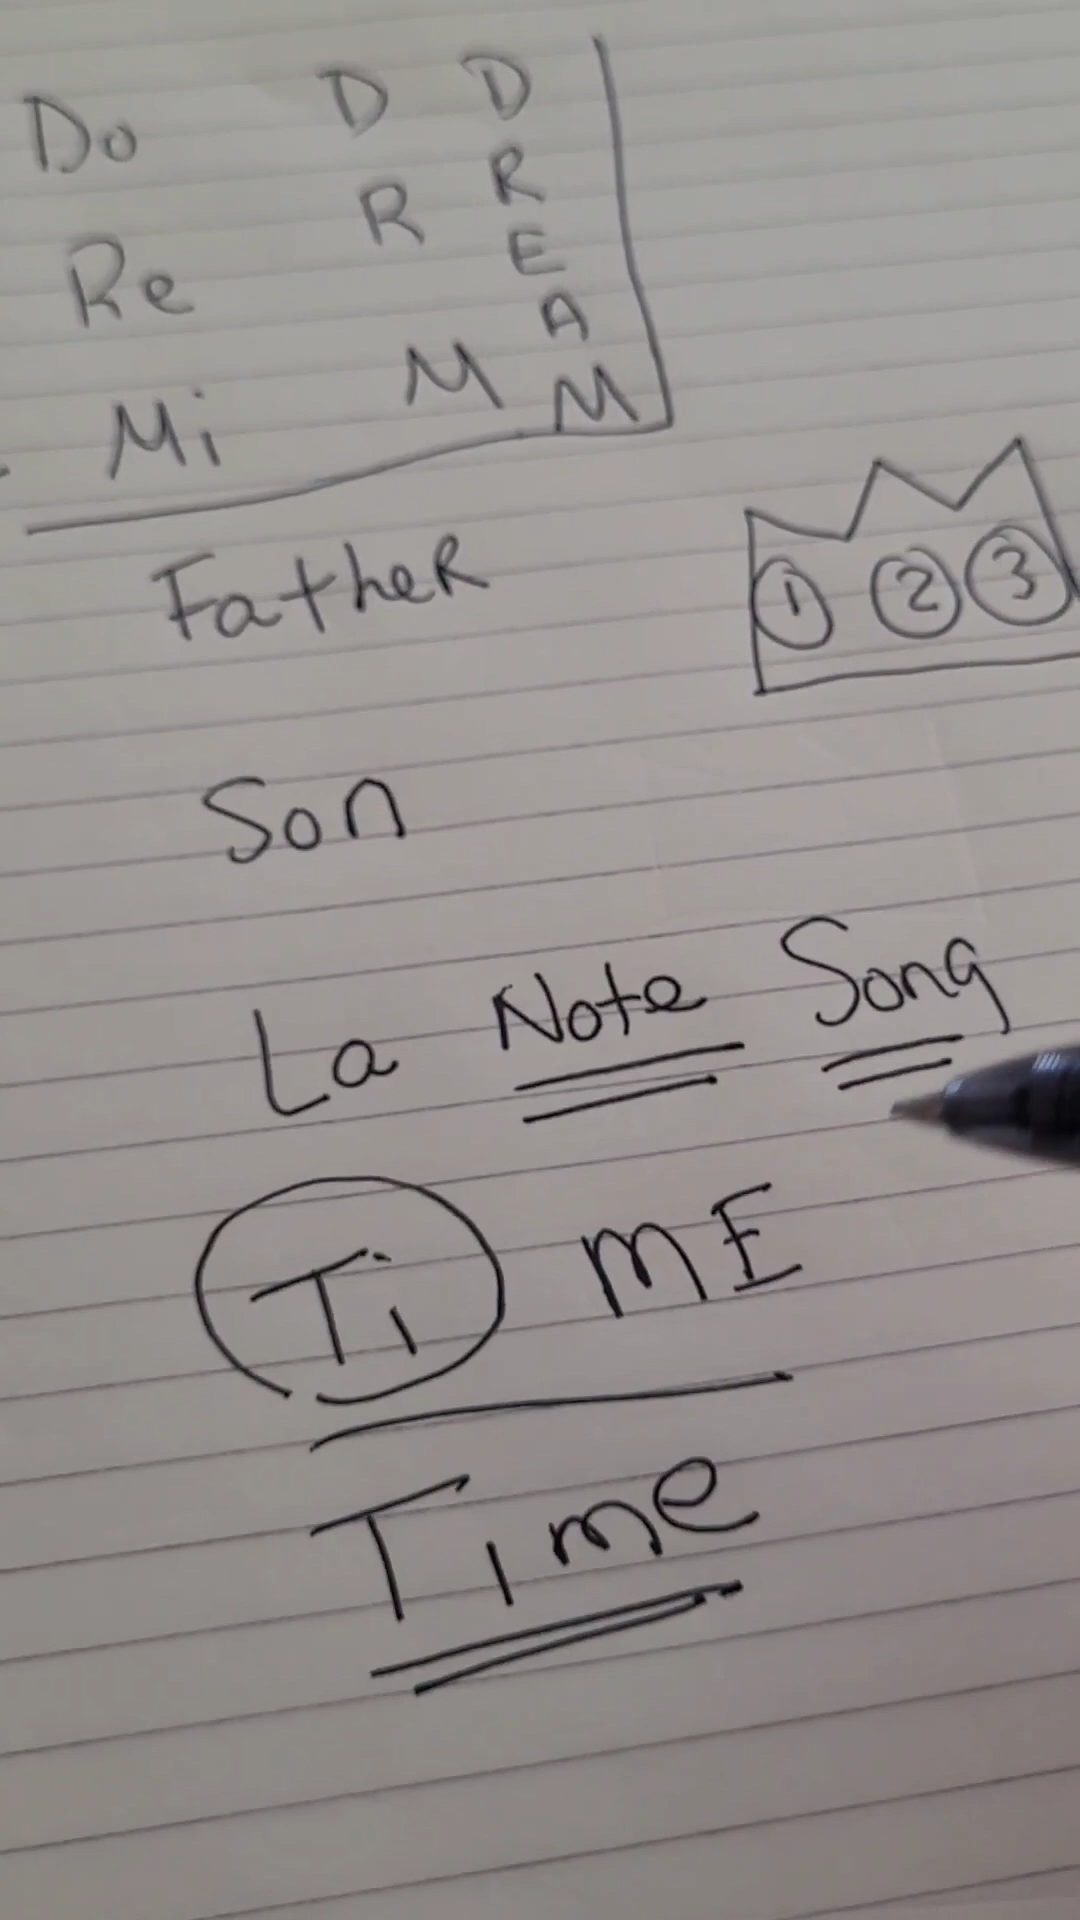 Do D D
R
Re R E
A
Mi M M
FatheR
① ② ③
Son
La Note Song
Ti ME
Time